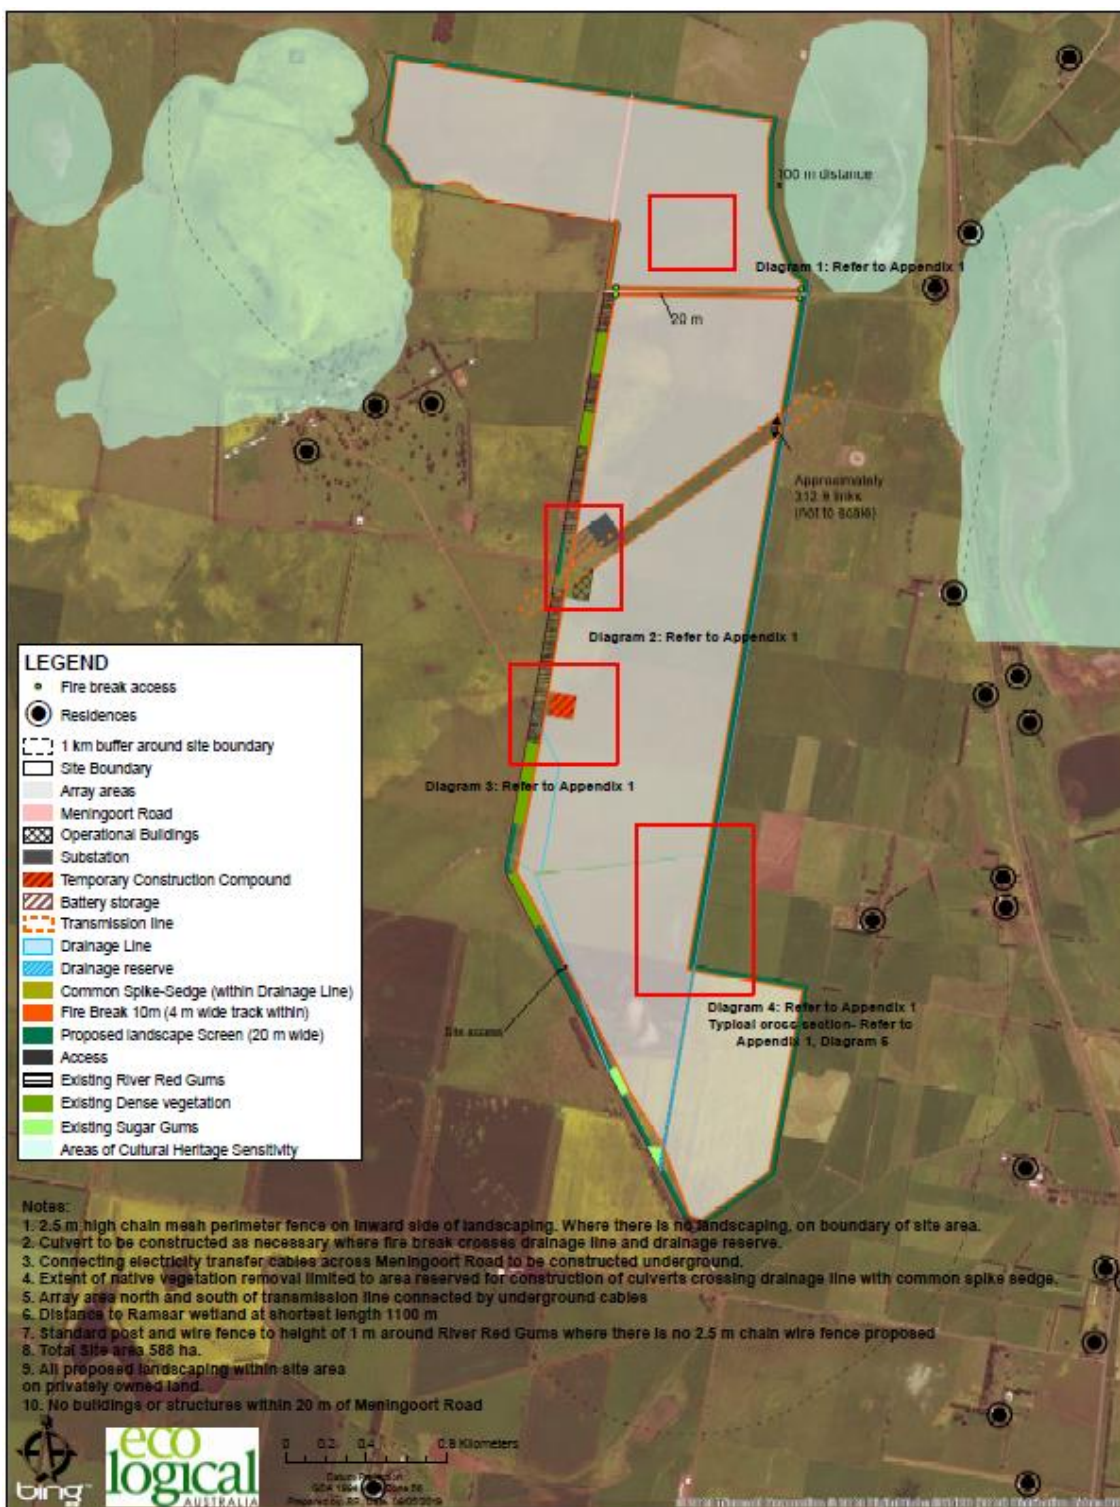 100 m distance
Diagram 1: Refer to Appendix 1
20 m
Approximately
312.9 links
(not to scale)
Diagram 2: Refer to Appendix 1
LEGEND
Fire break access
Residences
1 km buffer around site boundary
Site Boundary
Array areas
Meningoort Road
Operational Buildings
Substation
Temporary Construction Compound
Battery storage
Transmission line
Drainage Line
Drainage reserve
Common Spike-Sedge (within Drainage Line)
Fire Break 10m (4 m wide track within)
Proposed landscape Screen (20 m wide)
Access
Existing River Red Gums
Existing Dense vegetation
Existing Sugar Gums
Areas of Cultural Heritage Sensitivity
Diagram 3: Refer to Appendix 1
Site access
Diagram 4: Refer to Appendix 1
Typical cross section- Refer to
Appendix 1, Diagram 5
Notes:
1. 2.5 m high chain mesh perimeter fence on inward side of landscaping. Where there is no landscaping, on boundary of site area.
2. Culvert to be constructed as necessary where fire break crosses drainage line and drainage reserve.
3. Connecting electricity transfer cables across Meningoort Road to be constructed underground.
4. Extent of native vegetation removal limited to area reserved for construction of culverts crossing drainage line with common spike sedge.
5. Array area north and south of transmission line connected by underground cables
6. Distance to Ramsar wetland at shortest length 1100 m
7. Standard post and wire fence to height of 1 m around River Red Gums where there is no 2.5 m chain wire fence proposed
8. Total Site area 588 ha.
9. All proposed landscaping within site area
on privately owned land.
10. No buildings or structures within 20 m of Meningoort Road
bing
eco
logical
AUSTRALIA
0 0.2 0.4 0.8 Kilometers